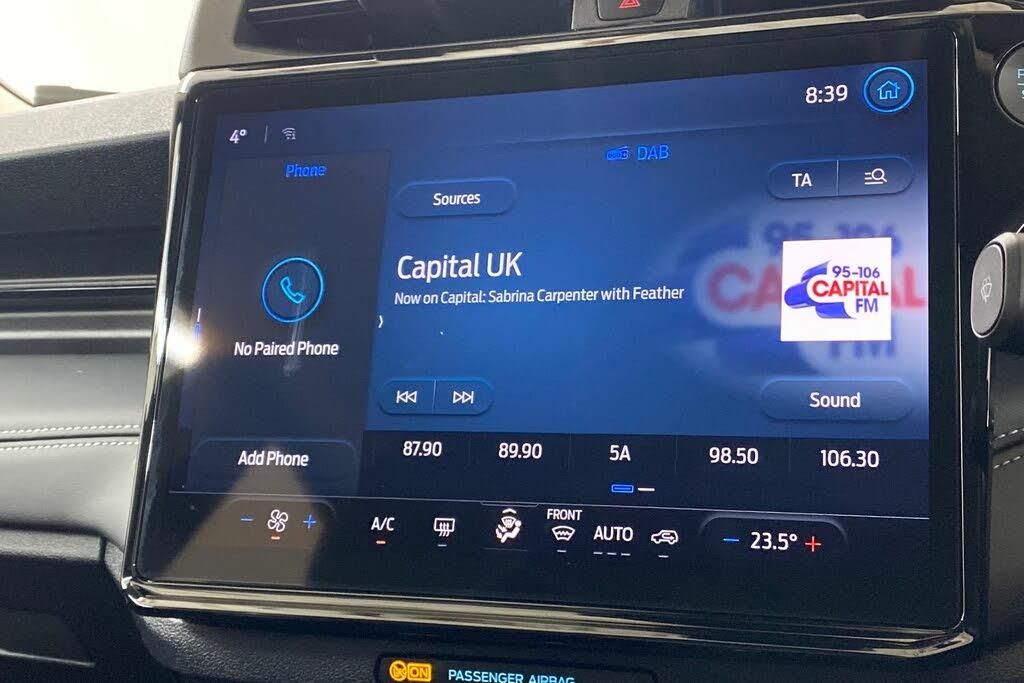 8:39
4°
Phone
DAB
TA
Sources
Capital UK
Now on Capital: Sabrina Carpenter with Feather
95-106
CAPITAL
FM
No Paired Phone
Sound
Add Phone
87.90
89.90
5A
98.50
106.30
A/C
FRONT
AUTO
23.5°
ON
PASSENGER AIRBAG